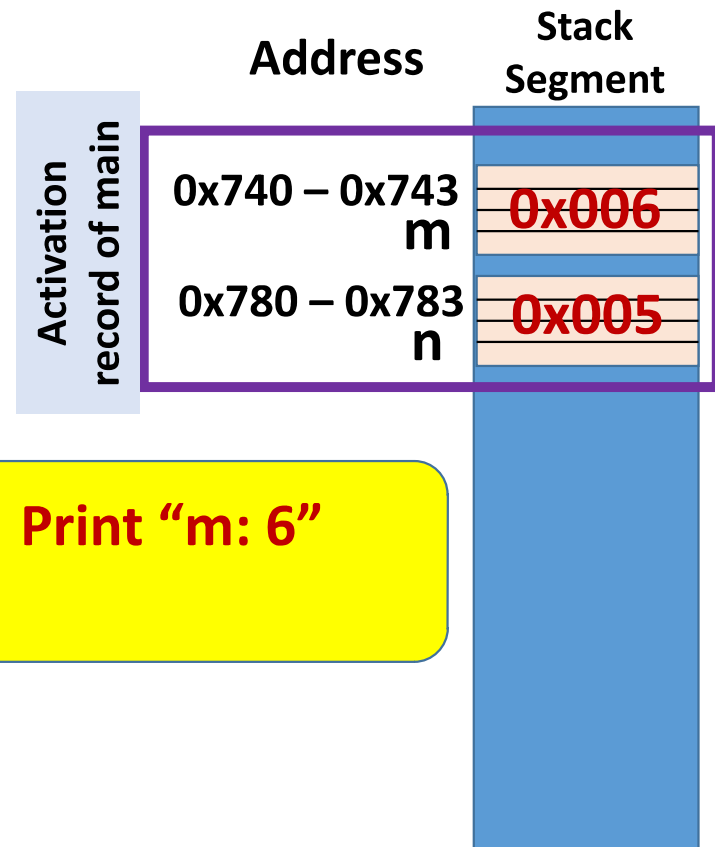 Address
Stack
Segment
Activation
record of main
0x740 – 0x743
m
0x006
0x780 – 0x783
n
0x005
Print “m: 6”